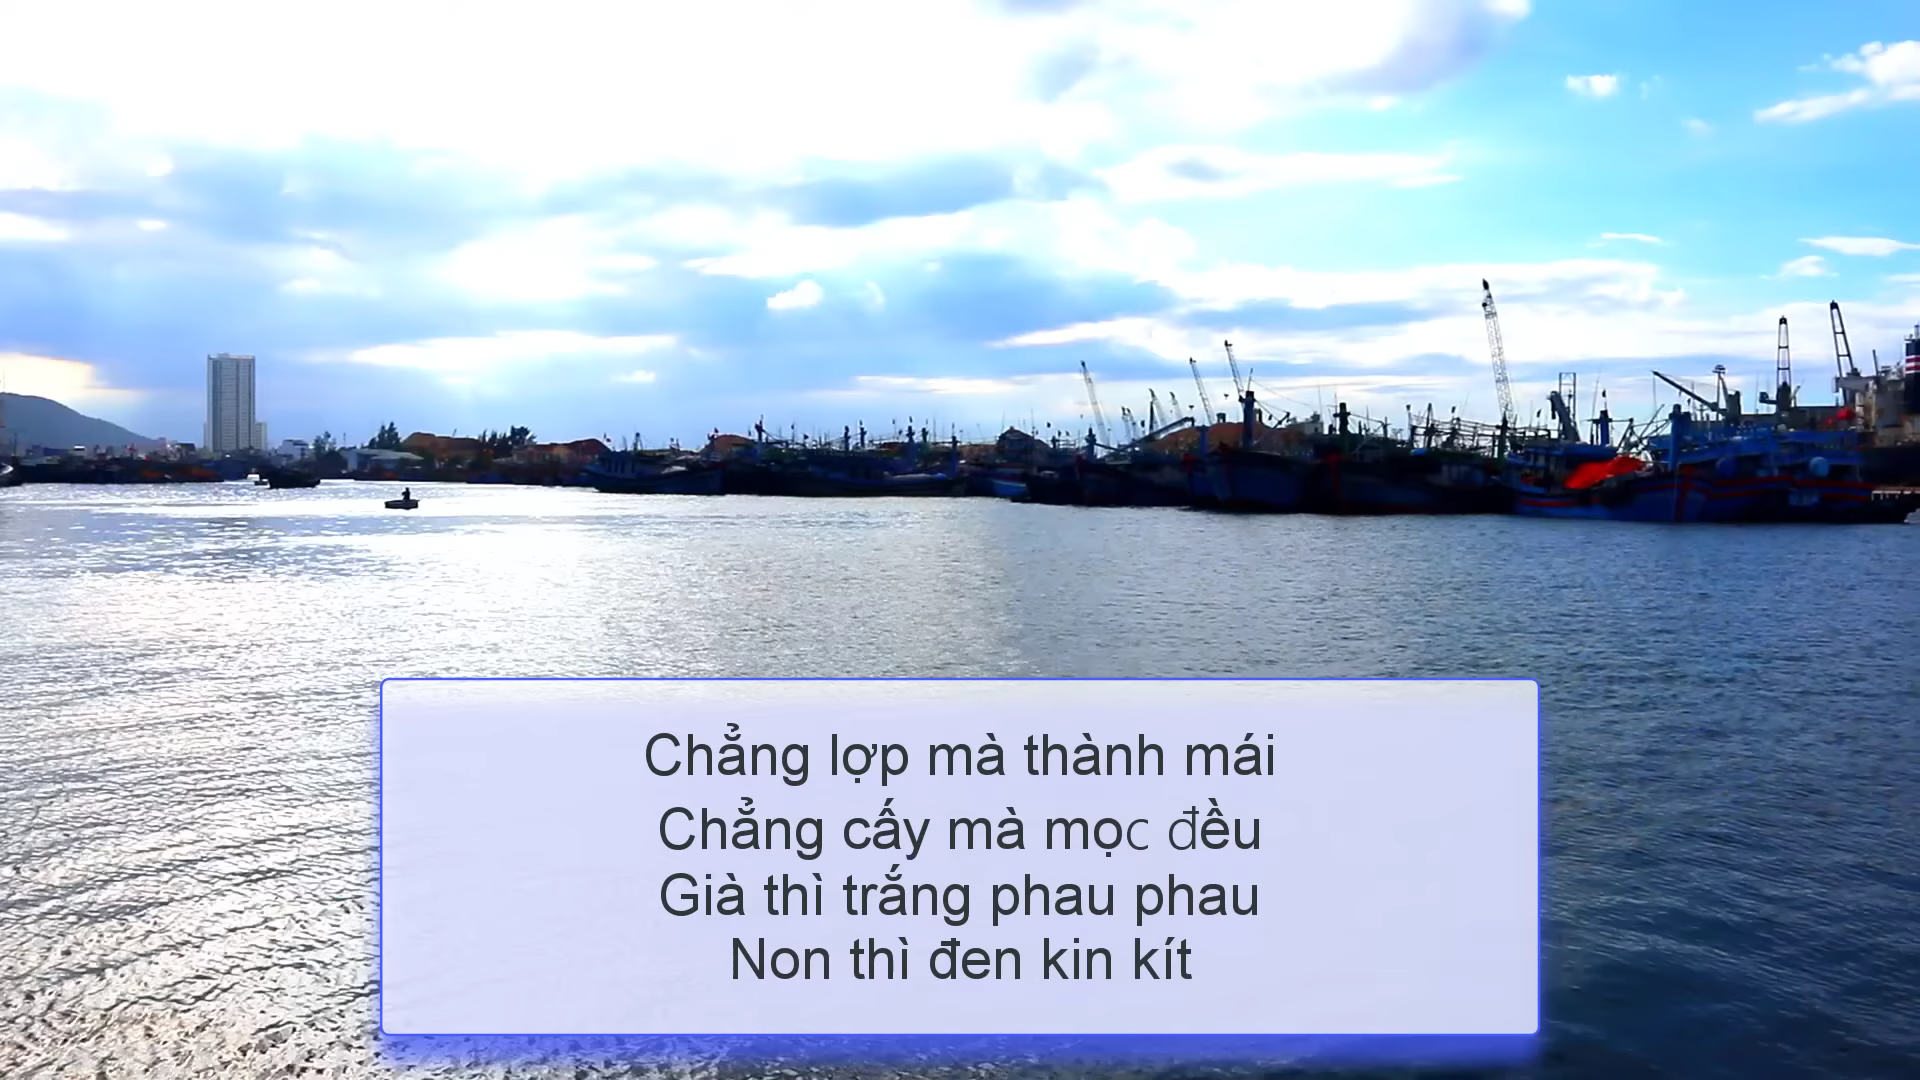 Chẳng lợp mà thành mái
Chẳng cấy mà mọc đều
Già thì trắng phau phau
Non thì đen kin kít